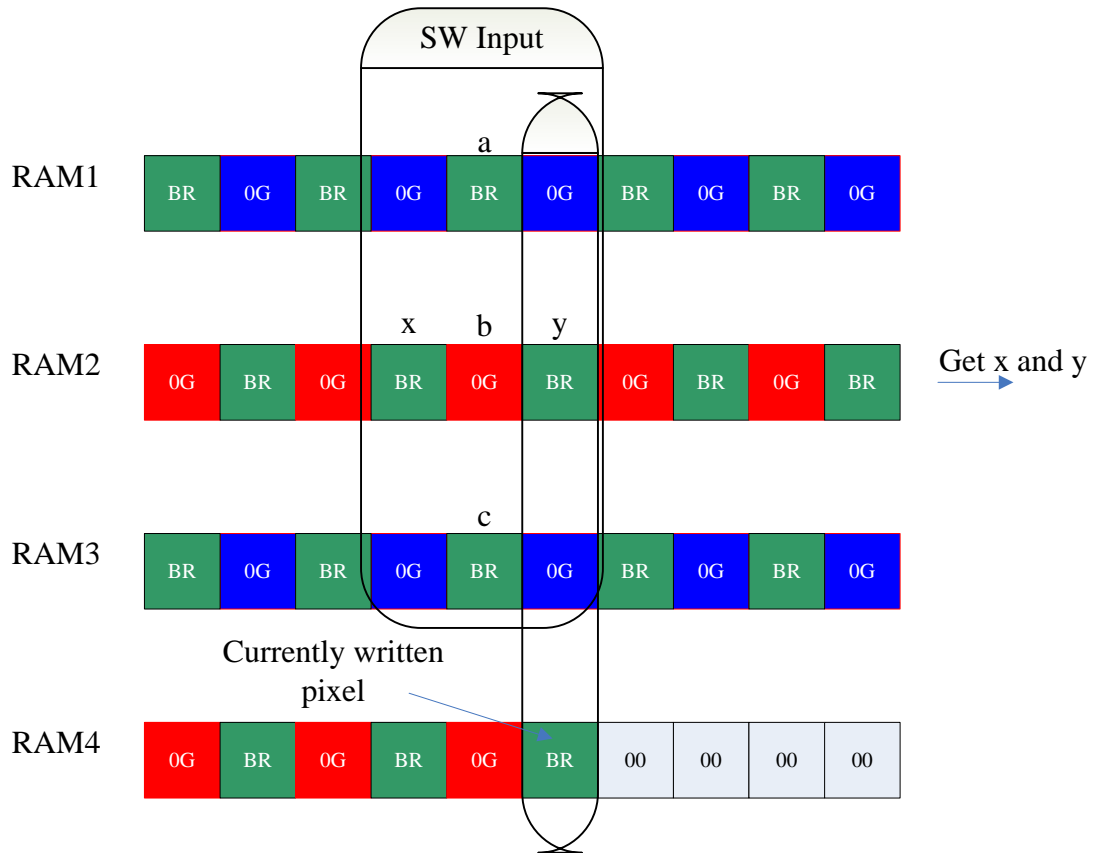 SW Input
a
RAM1
BR 0G BR 0G BR 0G BR 0G BR 0G
x b y
RAM2
0G BR 0G BR 0G BR 0G BR 0G BR
Get x and y
c
RAM3
BR 0G BR 0G BR 0G BR 0G BR 0G
Currently written
pixel
RAM4
0G BR 0G BR 0G BR 00 00 00 00